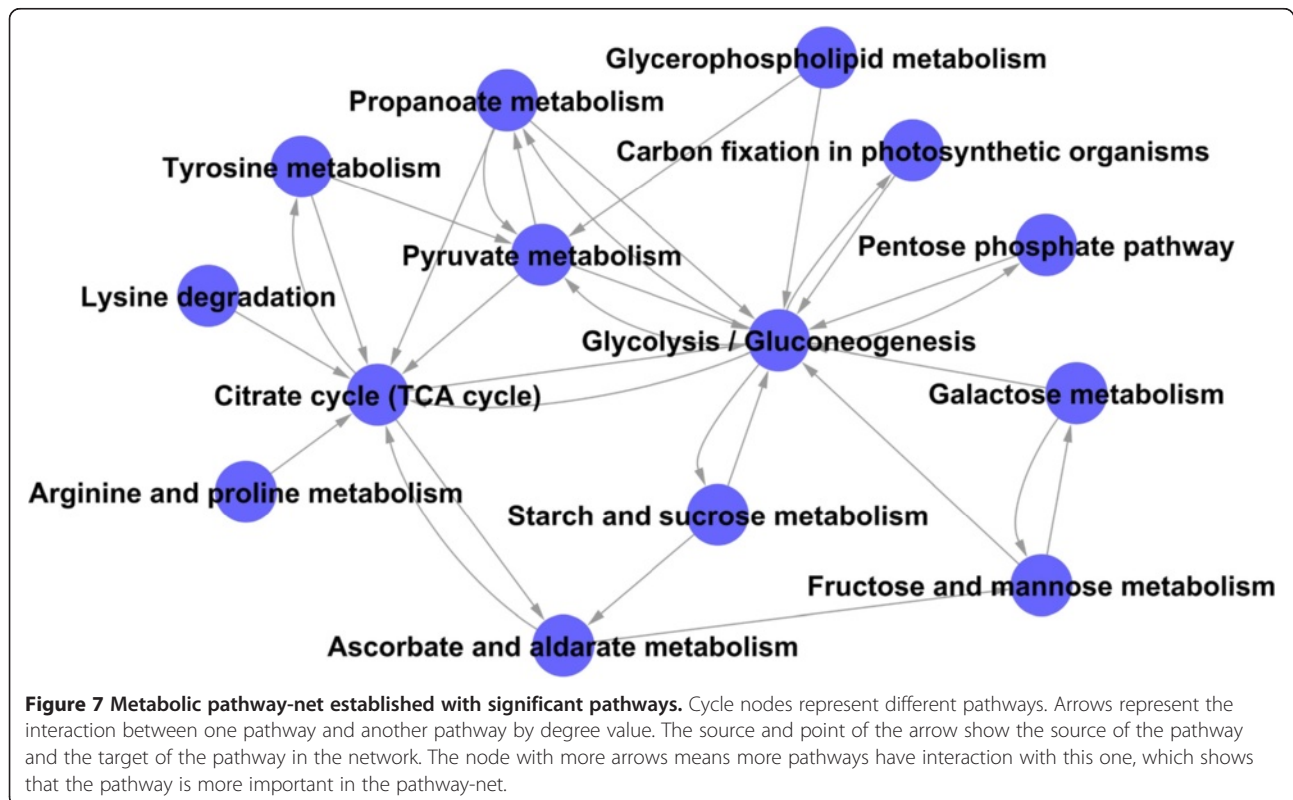 Glycerophospholipid metabolism
Propanoate metabolism
Carbon fixation in photosynthetic organisms
Tyrosine metabolism
Pentose phosphate pathway
Pyruvate metabolism
Lysine degradation
Glycolysis / Gluconeogenesis
Citrate cycle (TCA cycle)
Galactose metabolism
Arginine and proline metabolism
Starch and sucrose metabolism
Fructose and mannose metabolism
Ascorbate and aldarate metabolism
Figure 7 Metabolic pathway-net established with significant pathways. Cycle nodes represent different pathways. Arrows represent the
interaction between one pathway and another pathway by degree value. The source and point of the arrow show the source of the pathway
and the target of the pathway in the network. The node with more arrows means more pathways have interaction with this one, which shows
that the pathway is more important in the pathway-net.